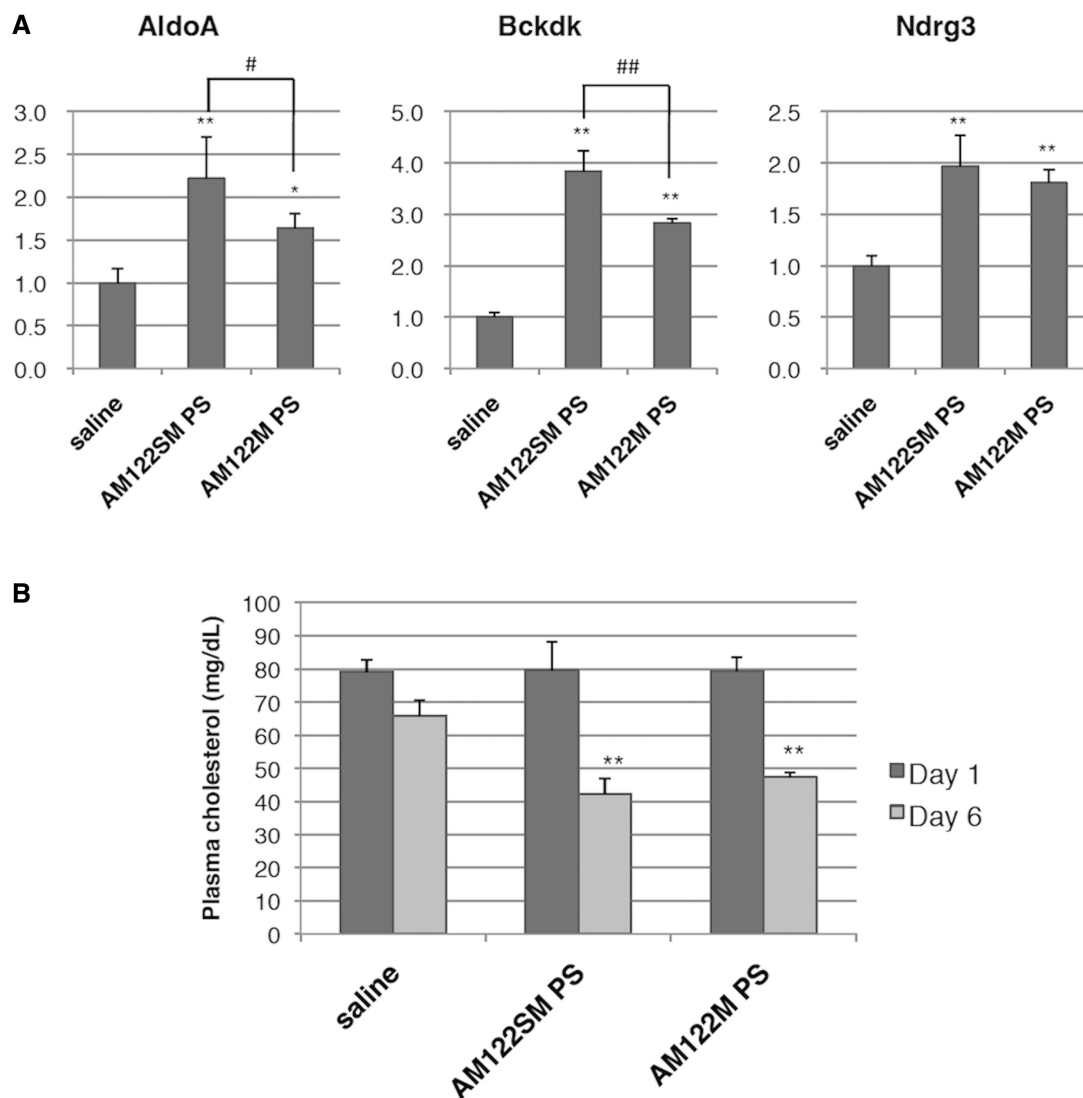 A
AldoA
Bckdk
Ndrg3
#
##
3.0
2.5
2.0
1.5
1.0
0.5
0.0
**
*
5.0
4.0
3.0
2.0
1.0
0.0
**
**
2.5
2.0
1.5
1.0
0.5
0.0
**
**
saline
AM122SM PS
AM122M PS
saline
AM122SM PS
AM122M PS
saline
AM122SM PS
AM122M PS
B
Plasma cholesterol (mg/dL)
100
90
80
70
60
50
40
30
20
10
0
**
**
Day 1
Day 6
saline
AM122SM PS
AM122M PS